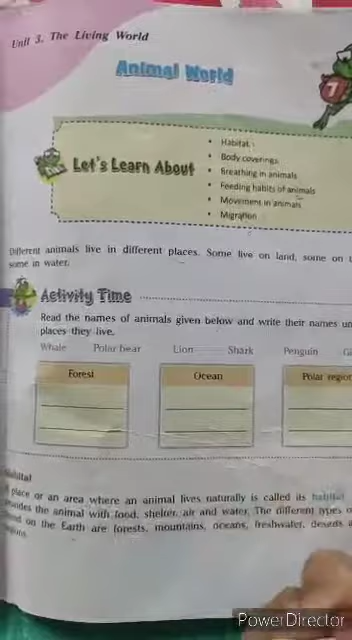 Unit 3. The Living World
Animal World
7
Let's Learn About
• Habitat
• Body coverings
• Breathing in animals
• Feeding habits of animals
• Movement in animals
• Migration
Different animals live in different places. Some live on land, some on
some in water.
Activity Time
Read the names of animals given below and write their names
places they live.
Whale Polar bear Lion Shark Penguin
Forest Ocean Polar
place or an area where an animal lives naturally is called its habitat
the animal with food, shelter, air and water. The different types
on the Earth are forests, mountains, oceans, freshwater, deserts
PowerDirector